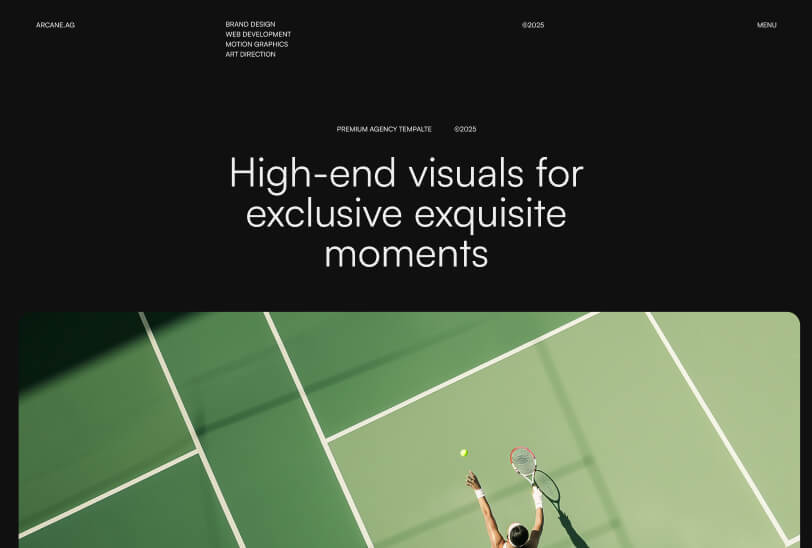 ARCANE.AG
BRAND DESIGN
WEB DEVELOPMENT
MOTION GRAPHICS
ART DIRECTION
©2025
MENU
PREMIUM AGENCY TEMPALTE ©2025
High-end visuals for
exclusive exquisite
moments